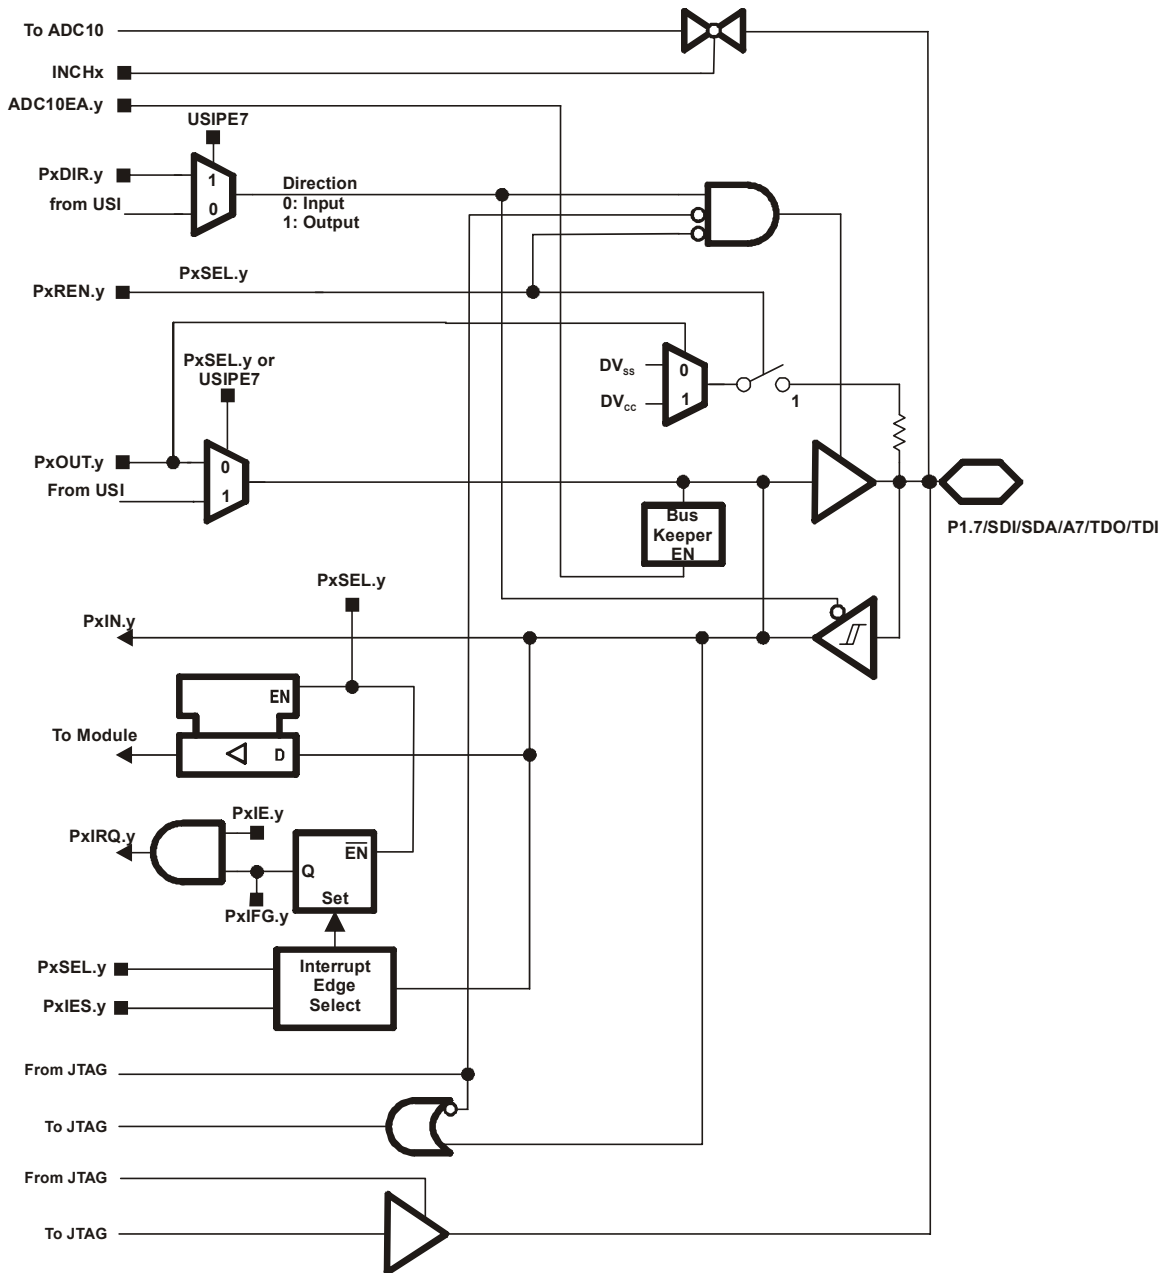 To ADC10
INCHx
ADC10EA.y
USIPE7
PxDIR.y
1
from USI
0
Direction
0: Input
1: Output
PxSEL.y
PxREN.y
PxSEL.y or
USIPE7
DVSS
0
DVCC
1
1
PxOUT.y
0
From USI
1
Bus
Keeper
EN
P1.7/SDI/SDA/A7/TDO/TDI
PxSEL.y
PxIN.y
EN
To Module
D
PxIE.y
PxIRQ.y
EN
Q
Set
PxIFG.y
PxSEL.y
PxIES.y
Interrupt
Edge
Select
From JTAG
To JTAG
From JTAG
To JTAG